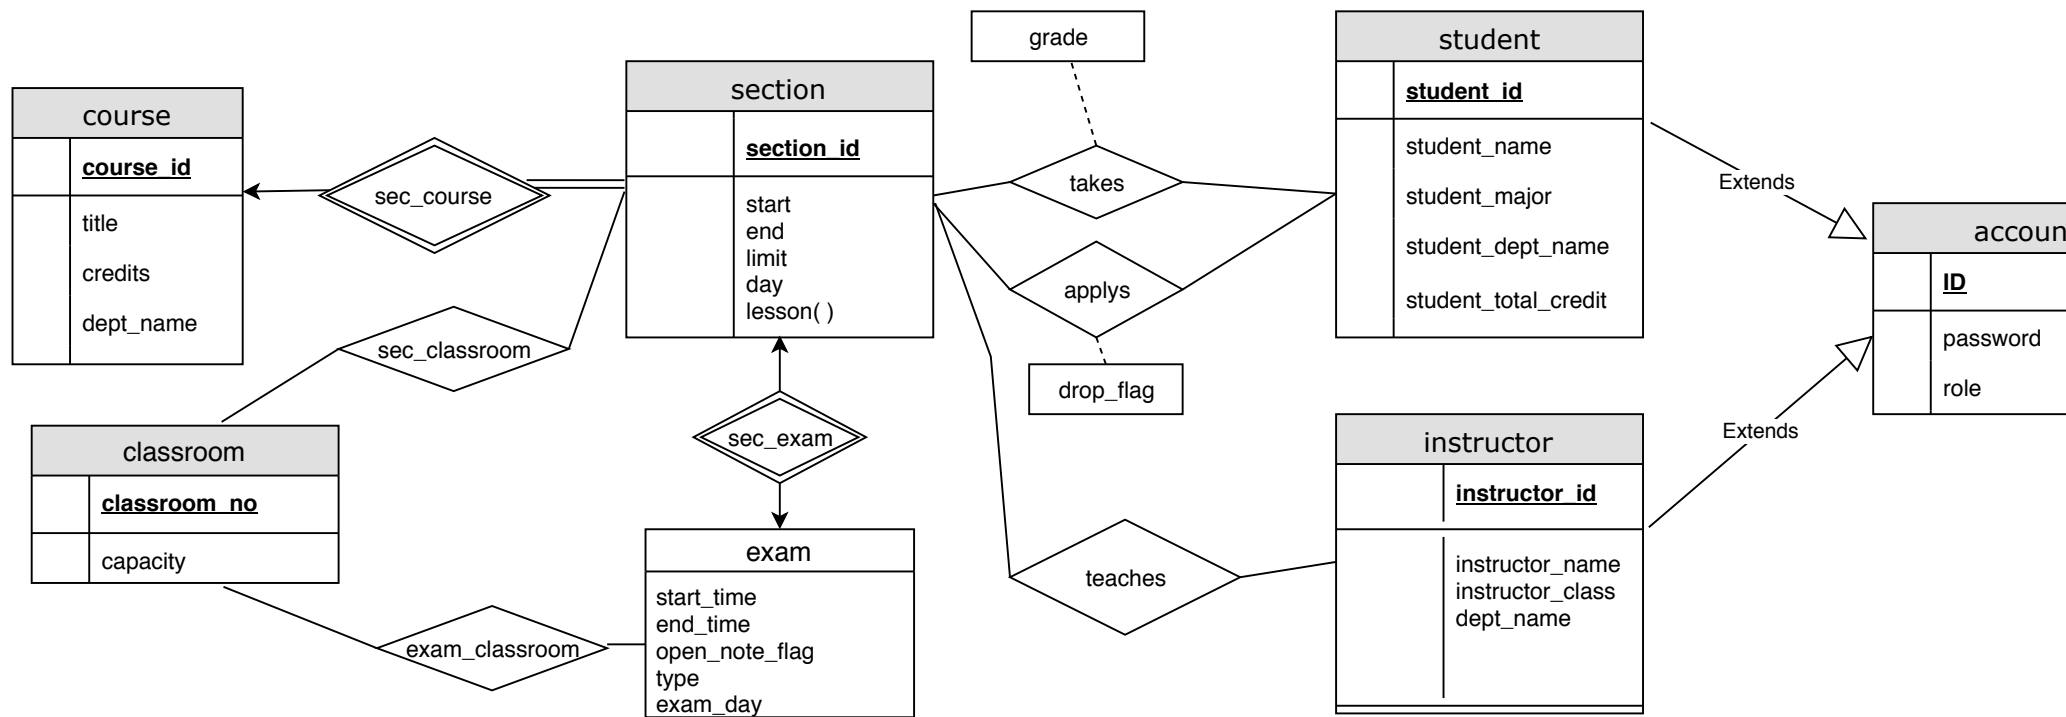 course
course_id
title
credits
dept_name
sec_course
section
section_id
start
end
limit
day
lesson( )
sec_classroom
classroom
classroom_no
capacity
sec_exam
exam
start_time
end_time
open_note_flag
type
exam_day
exam_classroom
grade
takes
applys
drop_flag
teaches
student
student_id
student_name
student_major
student_dept_name
student_total_credit
instructor
instructor_id
instructor_name
instructor_class
dept_name
Extends
Extends
accoun
ID
password
role